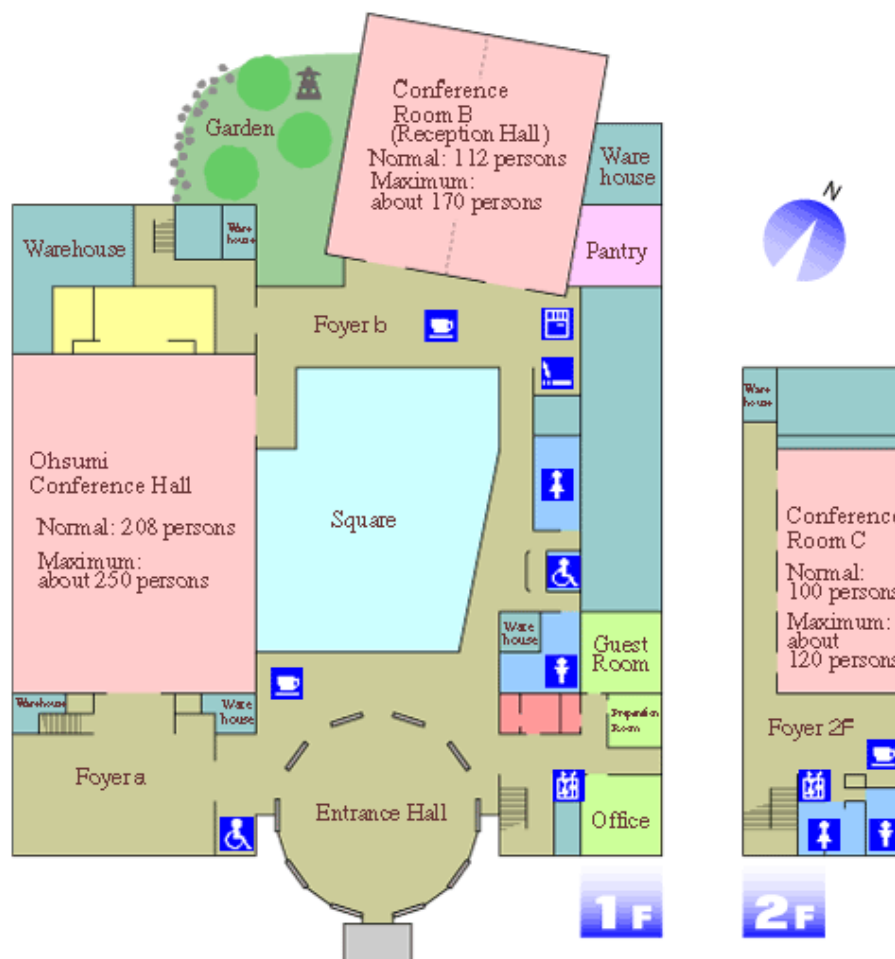 Conference
Room B
(Reception Hall)
Normal: 112 persons
Maximum:
about 170 persons
Garden
Ware
house
N
Warehouse
Ware
house
Pantry
Foyer b
Ware
house
Ohsumi
Conference Hall
Normal: 208 persons
Maximum:
about 250 persons
Square
Conference
Room C
Normal:
100 persons
Maximum:
about
120 persons
Ware
house
Guest
Room
Warehouse
Ware
house
Preparation
Room
Foyer 2F
Foyer a
Entrance Hall
Office
1F
2F